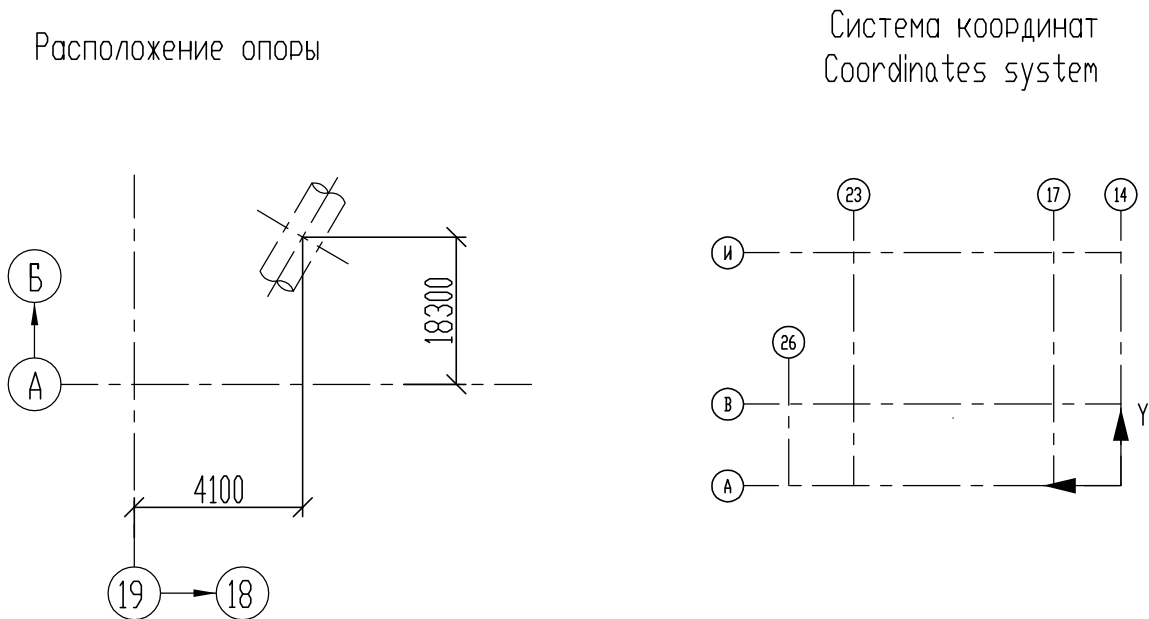 Расположение опоры
Система координат
Coordinates system
Б
А
18300
4100
19
18
23
17
14
И
26
В
Y
А